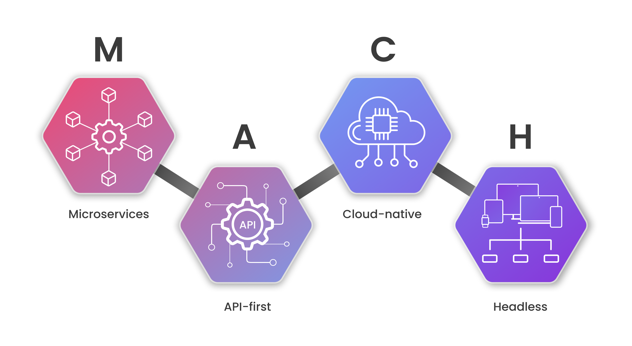 M
Microservices
A
API
API-first
C
Cloud-native
H
Headless